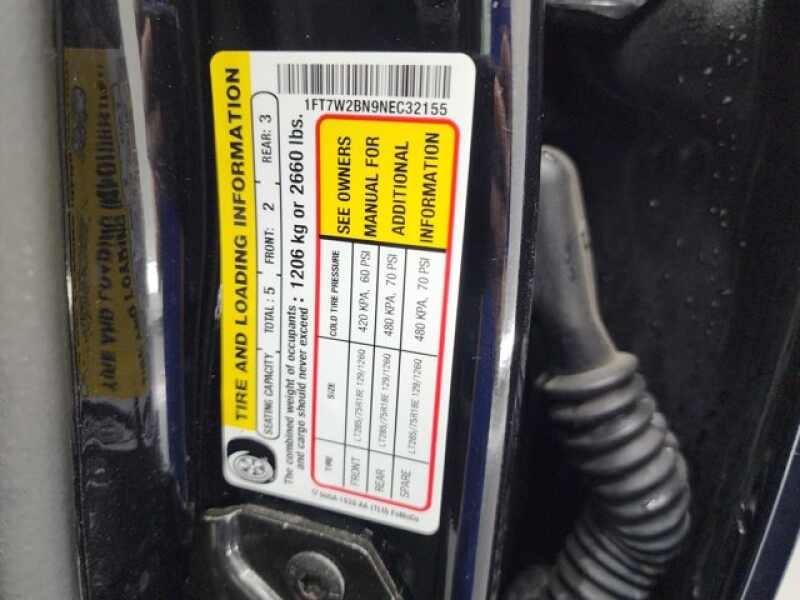 TIRE AND LOADING INFORMATION
SEATING CAPACITY TOTAL: 5 FRONT: 2 REAR: 3
The combined weight of occupants
and cargo should never exceed : 1206 kg or 2660 lbs.
1FT7W2BN9NEC32155
TIRE SIZE COLD TIRE PRESSURE SEE OWNERS
FRONT LT285/75R18E 129/126Q 420 KPA, 60 PSI MANUAL FOR
REAR LT285/75R18E 129/126Q 480 KPA, 70 PSI ADDITIONAL
SPARE LT285/75R18E 129/126Q 480 KPA, 70 PSI INFORMATION